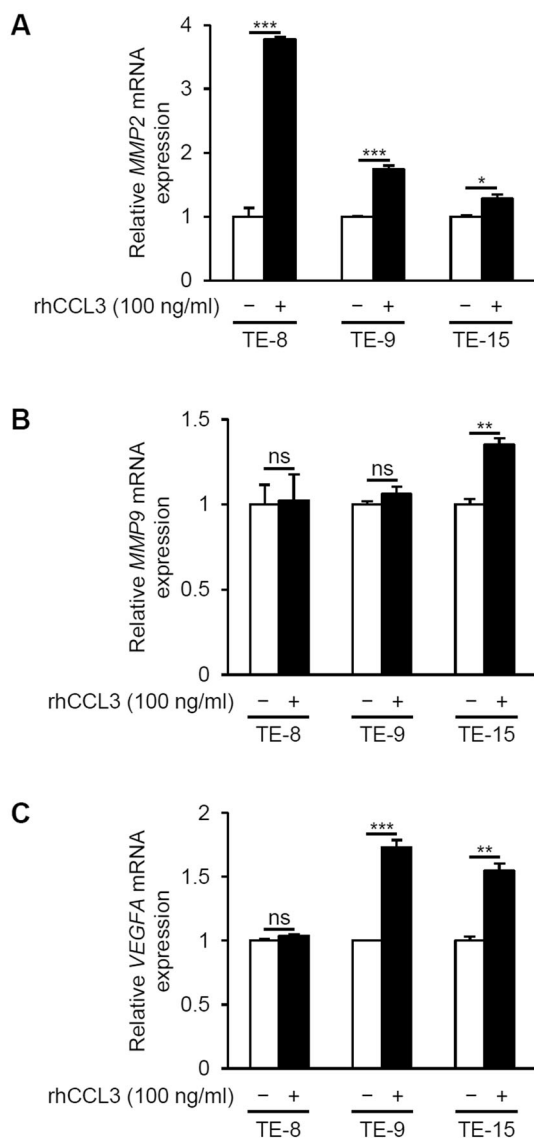 A
Relative MMP2 mRNA
expression
4
3
2
1
0
***
***
*
rhCCL3 (100 ng/ml) − + − + − +
TE-8 TE-9 TE-15
B
Relative MMP9 mRNA
expression
1.5
1
0.5
0
ns
ns
**
rhCCL3 (100 ng/ml) − + − + − +
TE-8 TE-9 TE-15
C
Relative VEGFA mRNA
expression
2
1.5
1
0.5
0
ns
***
**
rhCCL3 (100 ng/ml) − + − + − +
TE-8 TE-9 TE-15